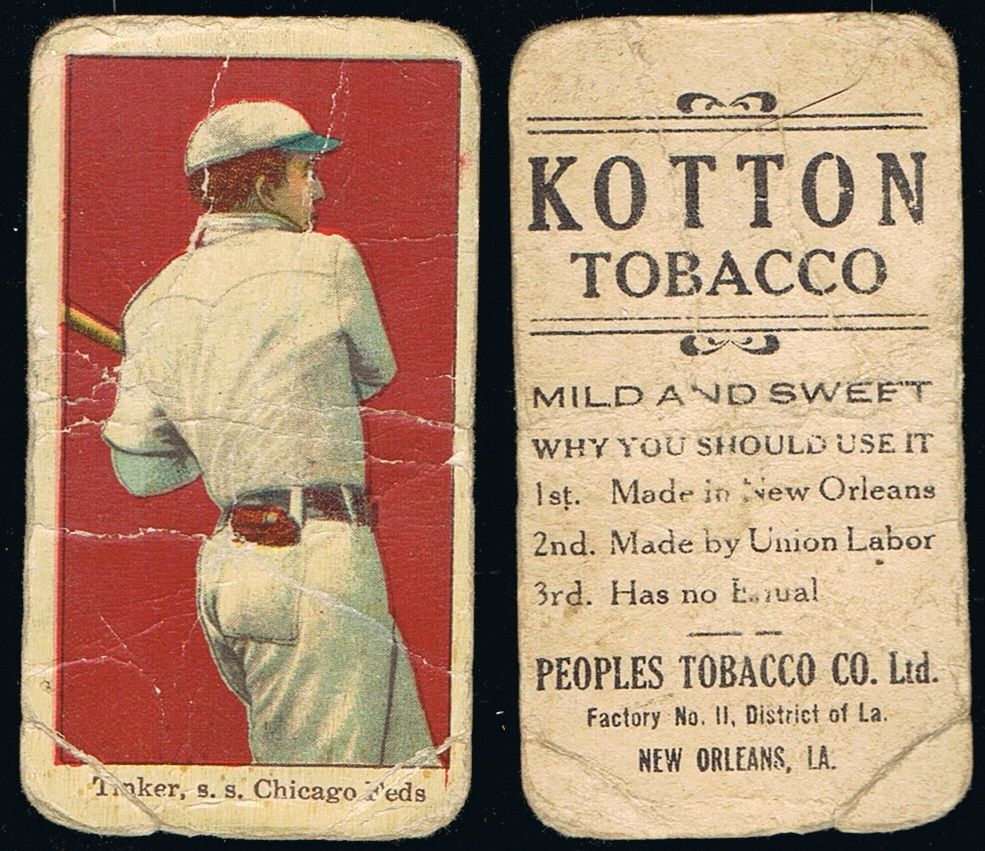 Tinker, s. s. Chicago Feds
KOTTON
TOBACCO
MILD AND SWEET
WHY YOU SHOULD USE IT
1st. Made in New Orleans
2nd. Made by Union Labor
3rd. Has no Equal
PEOPLES TOBACCO CO. Ltd.
Factory No. 11, District of La.
NEW ORLEANS, LA.